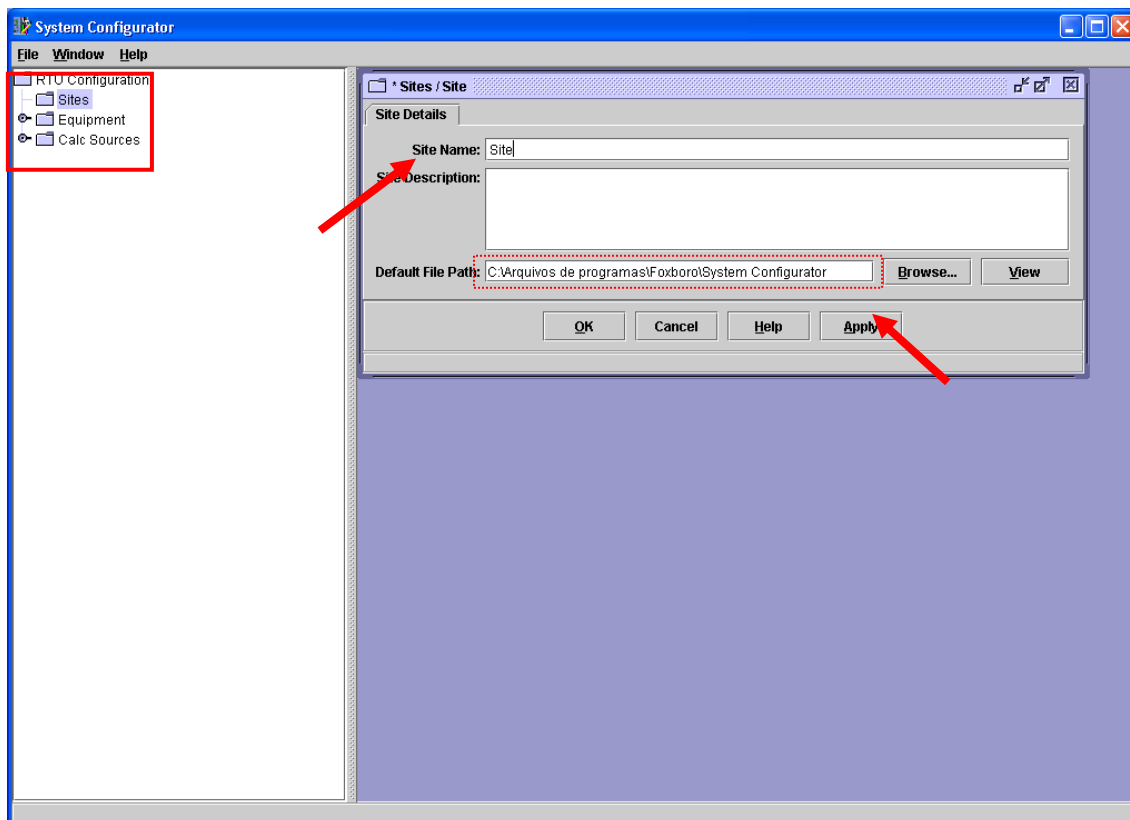 System Configurator
File Window Help
RTU Configuration
Sites
Equipment
Calc Sources
* Sites / Site
Site Details
Site Name: Site
Site Description:
Default File Path: C:\Arquivos de programas\Foxboro\System Configurator Browse... View
OK Cancel Help Apply